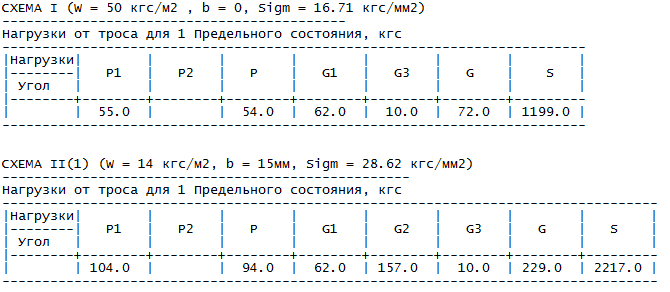 СХЕМА I (W = 50 кгс/м2 , b = 0, Sigm = 16.71 кгс/мм2)
-------------------------------------------
Нагрузки от троса для 1 Предельного состояния, кгс
-------------------------------------------------------------------------
|Нагрузки|        |        |        |        |        |        |        |
|--------|   P1   |   P2   |   P    |   G1   |   G3   |   G    |   S    |
| Угол   |        |        |        |        |        |        |        |
|--------+--------+--------+--------+--------+--------+--------+--------
|        | 55.0   |        |  54.0  |  62.0  |  10.0  |  72.0  | 1199.0 |
-------------------------------------------------------------------------
СХЕМА II(1) (W = 14 кгс/м2, b = 15мм, Sigm = 28.62 кгс/мм2)
---------------------------------------------------
Нагрузки от троса для 1 Предельного состояния, кгс
----------------------------------------------------------------------------------
|Нагрузки|        |        |        |        |        |        |        |        |
|--------|   P1   |   P2   |   P    |   G1   |   G2   |   G3   |   G    |   S    |
| Угол   |        |        |        |        |        |        |        |        |
|--------+--------+--------+--------+--------+--------+--------+--------+--------|
|        | 104.0  |        |  94.0  |  62.0  | 157.0  |  10.0  | 229.0  | 2217.0 |
----------------------------------------------------------------------------------